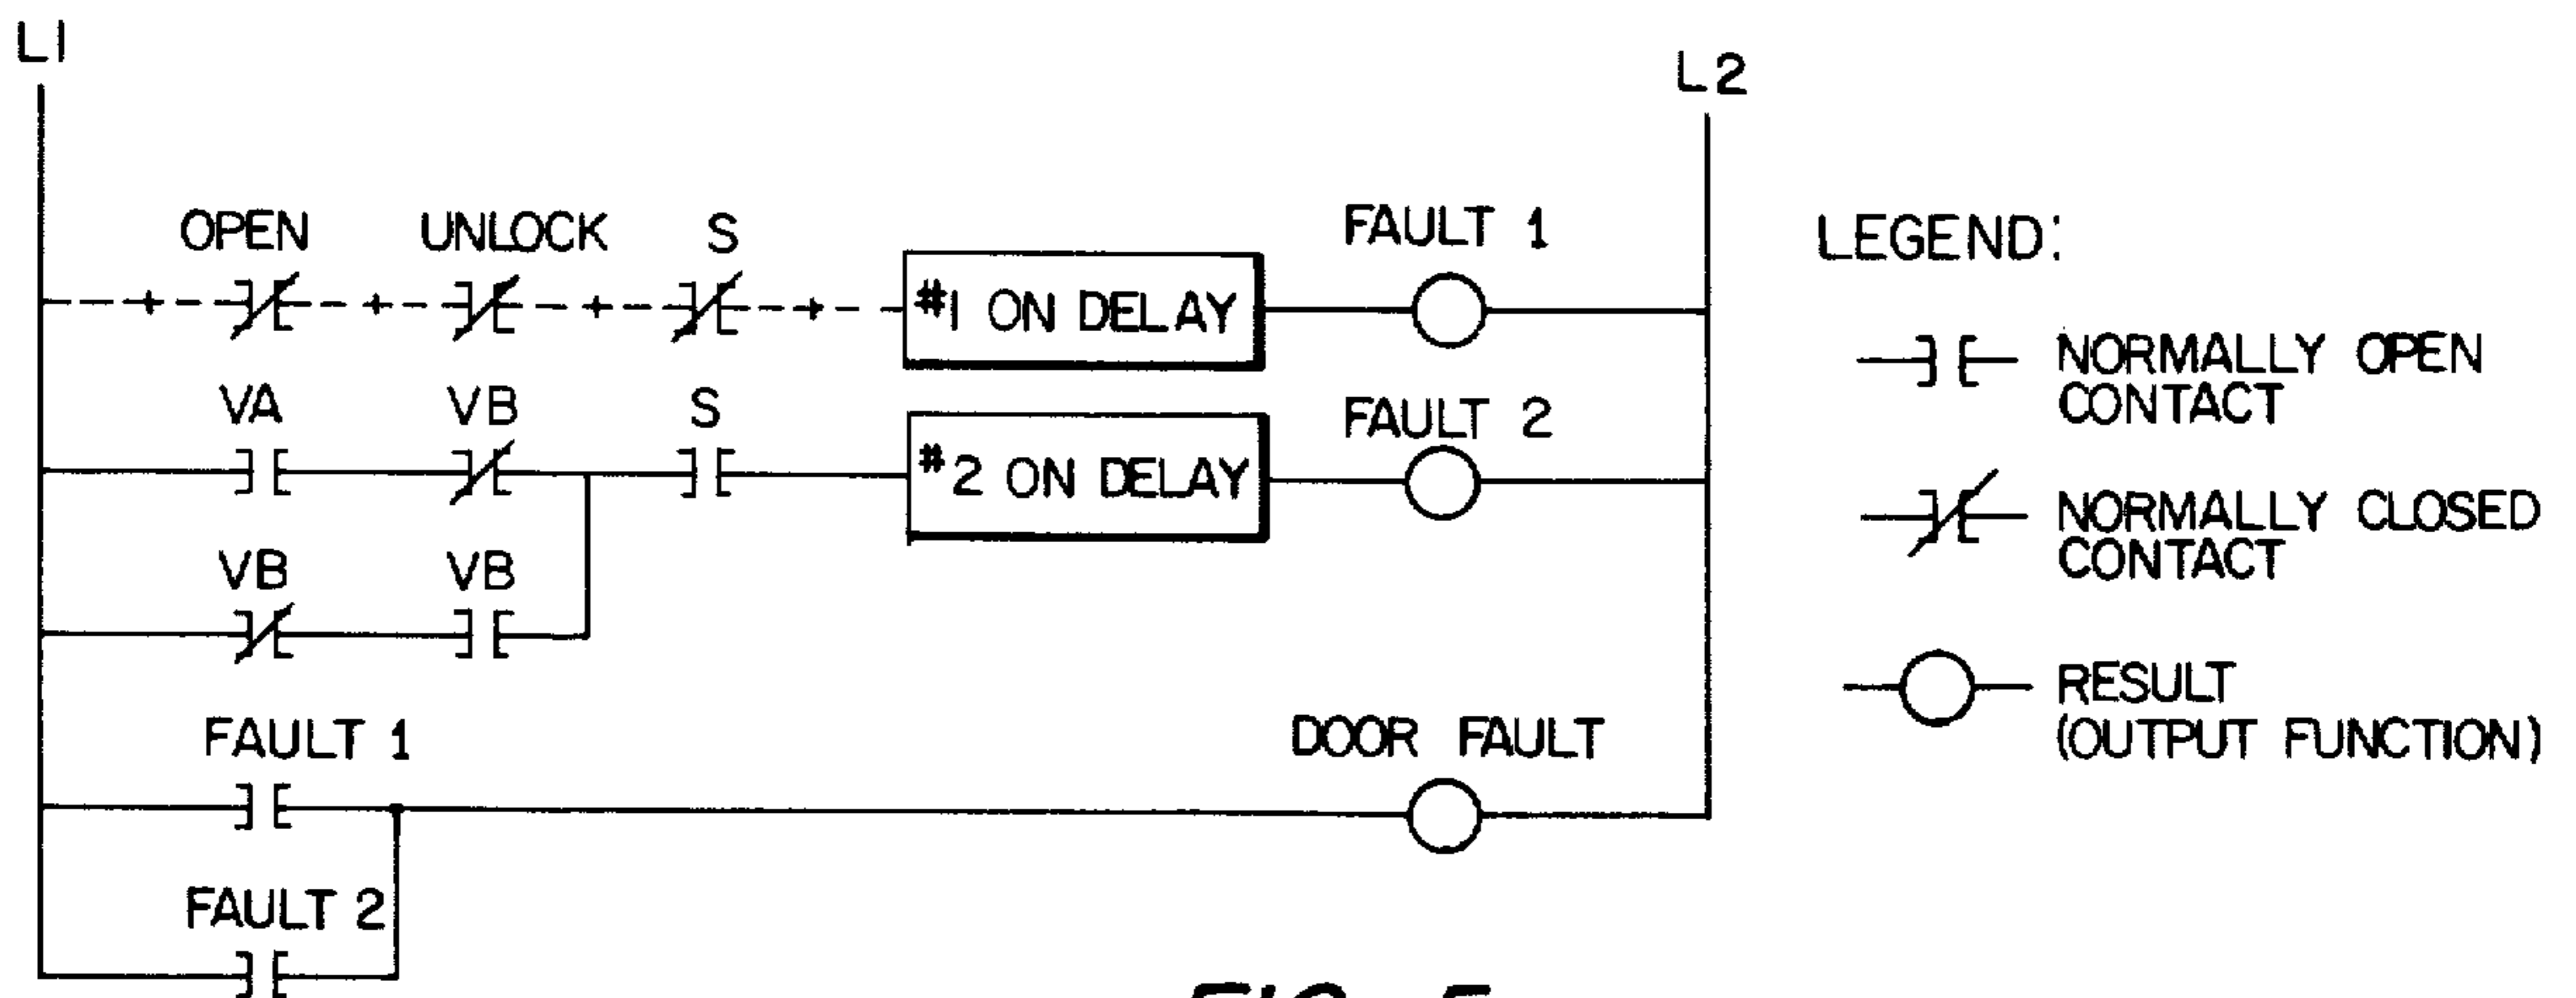 L1
L2
OPEN UNLOCK S
#1 ON DELAY
FAULT 1
VA VB S
#2 ON DELAY
FAULT 2
VB VB
FAULT 1
DOOR FAULT
FAULT 2
LEGEND:
NORMALLY OPEN
CONTACT
NORMALLY CLOSED
CONTACT
RESULT
(OUTPUT FUNCTION)